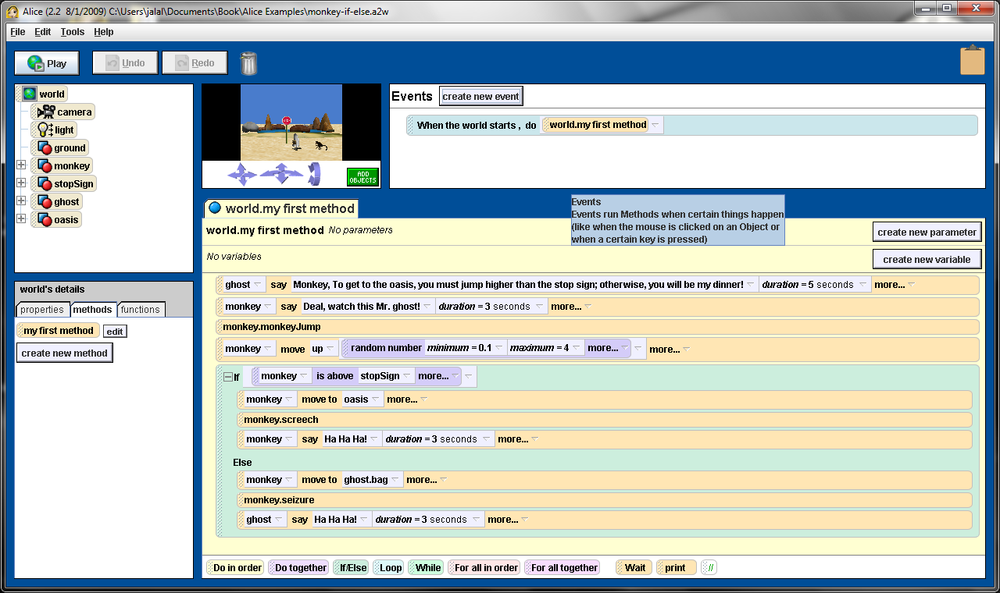 Alice (2.2 8/1/2009) C:\Users\jalal\Documents\Book\Alice Examples\monkey-if-else.a2w
File Edit Tools Help
Play Undo Redo
world
camera
light
ground
monkey
stopSign
ghost
oasis
ADD
OBJECTS
Events create new event
When the world starts , do world.my first method
world's details
properties methods functions
my first method edit
create new method
world.my first method
Events
Events run Methods when certain things happen
(like when the mouse is clicked on an Object or
when a certain key is pressed)
world.my first method No parameters create new parameter
No variables create new variable
ghost say Monkey, To get to the oasis, you must jump higher than the stop sign; otherwise, you will be my dinner! duration = 5 seconds more...
monkey say Deal, watch this Mr. ghost! duration = 3 seconds more...
monkey.monkeyJump
monkey move up random number minimum = 0.1 maximum = 4 more... more...
If monkey is above stopSign more...
monkey move to oasis more...
monkey.screech
monkey say Ha Ha Ha! duration = 3 seconds more...
Else
monkey move to ghost.bag more...
monkey.seizure
ghost say Ha Ha Ha! duration = 3 seconds more...
Do in order Do together If/Else Loop While For all in order For all together Wait print //